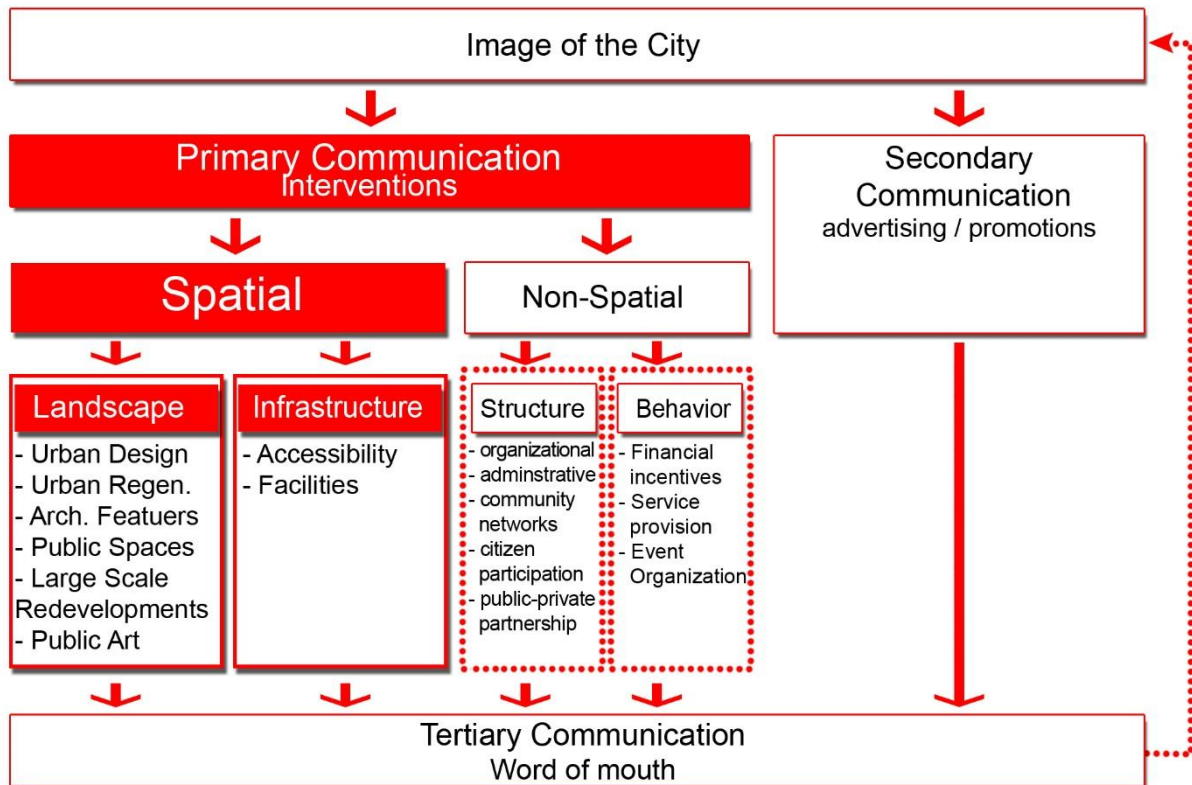 Image of the City
Primary Communication
Interventions
Secondary
Communication
advertising / promotions
Spatial
Non-Spatial
Landscape
- Urban Design
- Urban Regen.
- Arch. Featuers
- Public Spaces
- Large Scale
Redevelopments
- Public Art
Infrastructure
- Accessibility
- Facilities
Structure
- organizational
- adminstrative
- community
networks
- citizen
participation
- public-private
partnership
Behavior
- Financial
incentives
- Service
provision
- Event
Organization
Tertiary Communication
Word of mouth